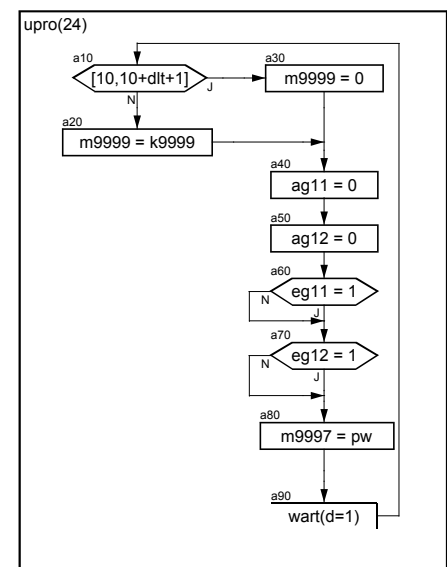 upro(24)
a10
[10,10+dlt+1]
J
N
a30
m9999 = 0
a20
m9999 = k9999
a40
ag11 = 0
a50
ag12 = 0
a60
eg11 = 1
N
J
a70
eg12 = 1
N
J
a80
m9997 = pw
a90
wart(d=1)